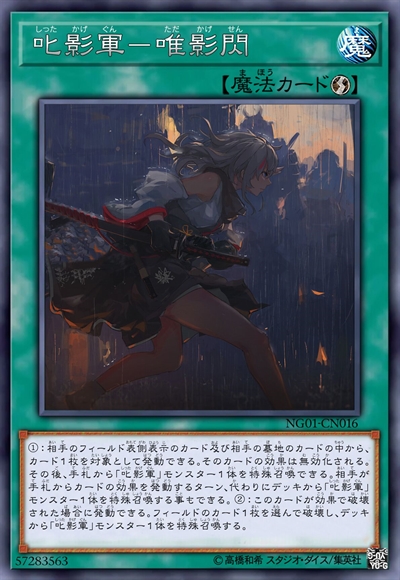 叱影軍－唯影閃
【魔法カード】
魔
NG01-CN016
①：相手のフィールド表側表示のカード及び相手の墓地のカードの中から、
カード1枚を対象として発動できる。そのカードの効果は無効化される。
その後、手札から「叱影軍」モンスター1体を特殊召喚できる。相手が
手札からカードの効果を発動するターン、代わりにデッキから「叱影軍」
モンスター1体を特殊召喚する事もできる。②：このカードが効果で破壊
された場合に発動できる。フィールドのカード1枚を選んで破壊し、デッキ
から「叱影軍」モンスター1体を特殊召喚する。
57283563
©高橋和希 スタジオ・ダイス/集英社